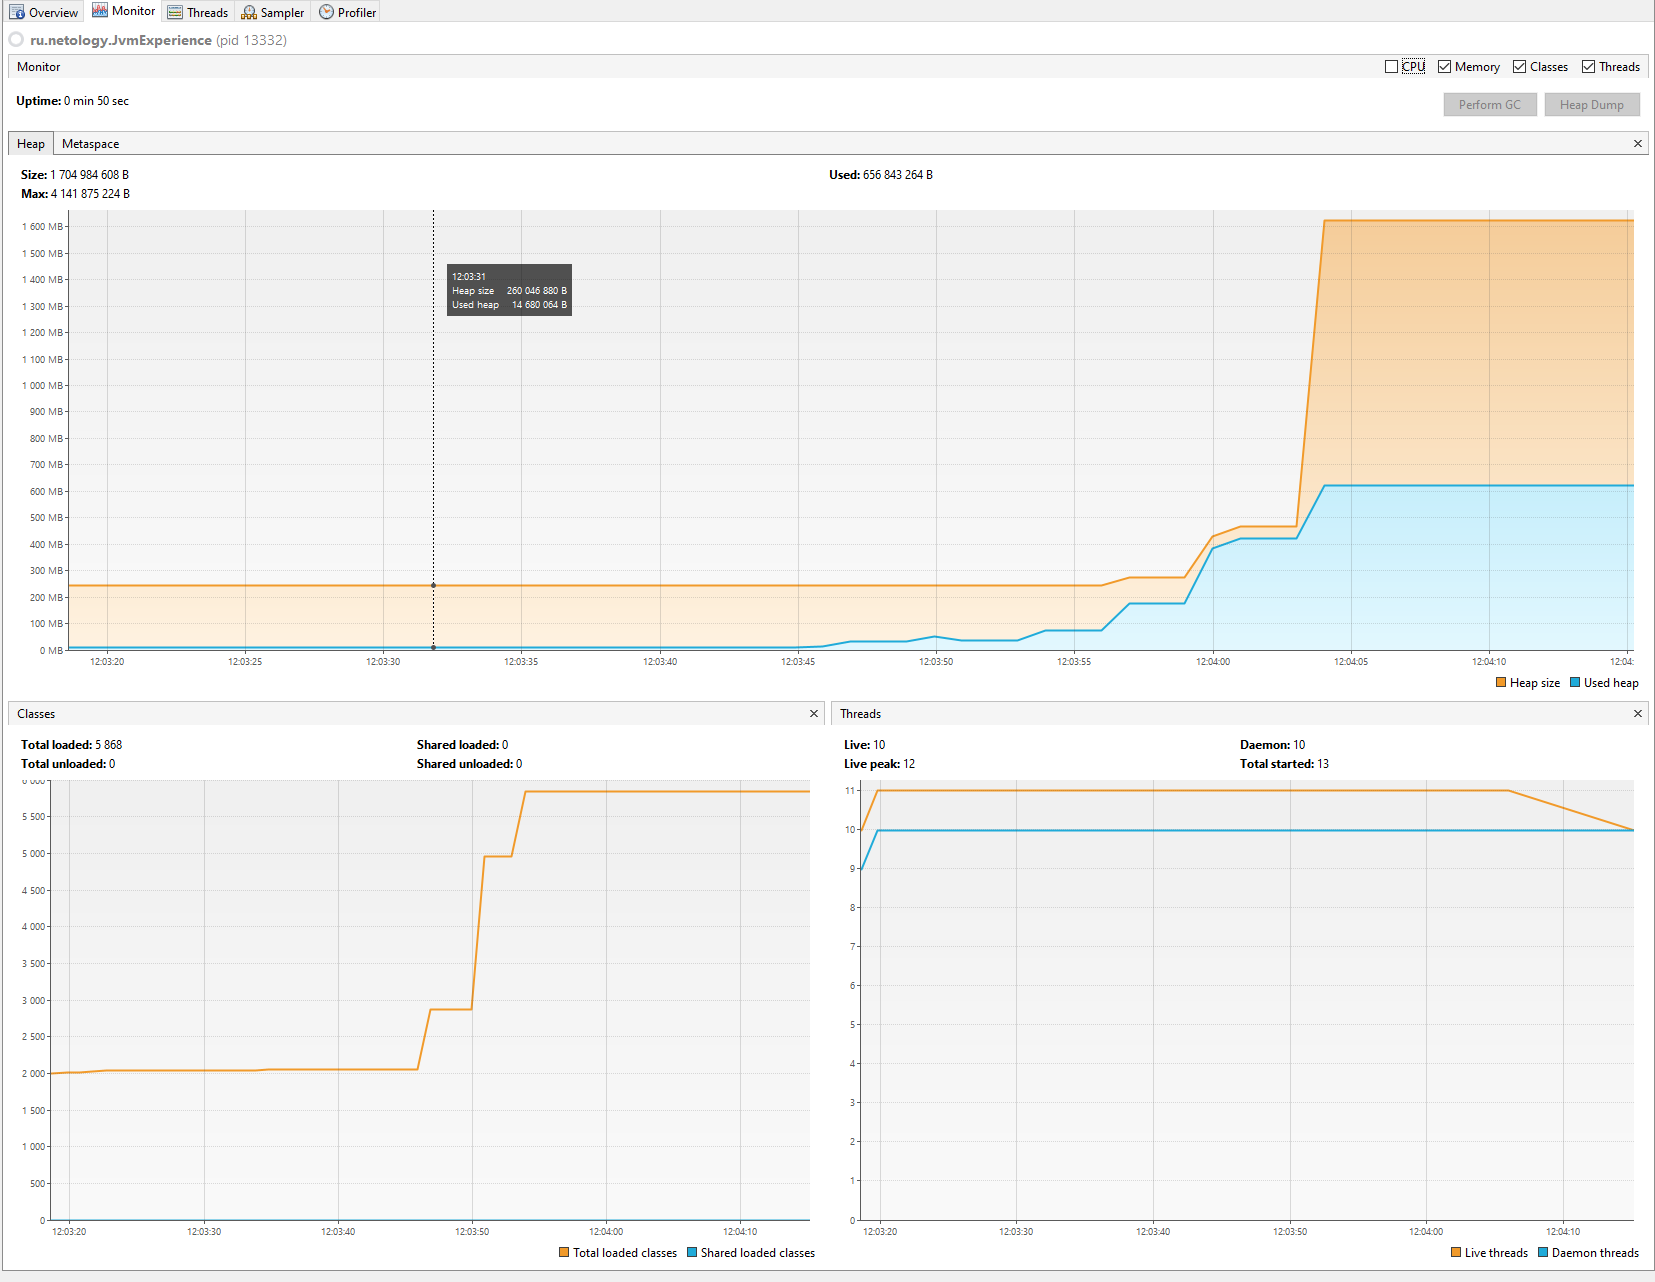 Overview Monitor Threads Sampler Profiler
ru.netology.JvmExperience (pid 13332)
Monitor CPU Memory Classes Threads
Uptime: 0 min 50 sec Perform GC Heap Dump
Heap Metaspace
Size: 1 704 984 608 B Used: 656 843 264 B
Max: 4 141 875 224 B
1 600 MB
1 500 MB
1 400 MB
1 300 MB
1 200 MB
1 100 MB
1 000 MB
900 MB
800 MB
700 MB
600 MB
500 MB
400 MB
300 MB
200 MB
100 MB
0 MB
12:03:31
Heap size 260 046 880 B
Used heap 14 680 064 B
12:03:20 12:03:25 12:03:30 12:03:35 12:03:40 12:03:45 12:03:50 12:03:55 12:04:00 12:04:05 12:04:10 12:04:
Heap size Used heap
Classes
Total loaded: 5 868 Shared loaded: 0
Total unloaded: 0 Shared unloaded: 0
6 000
5 500
5 000
4 500
4 000
3 500
3 000
2 500
2 000
1 500
1 000
500
0
12:03:20 12:03:30 12:03:40 12:03:50 12:04:00 12:04:10
Total loaded classes Shared loaded classes
Threads
Live: 10 Daemon: 10
Live peak: 12 Total started: 13
11
10
9
8
7
6
5
4
3
2
1
0
12:03:20 12:03:30 12:03:40 12:03:50 12:04:00 12:04:10
Live threads Daemon threads